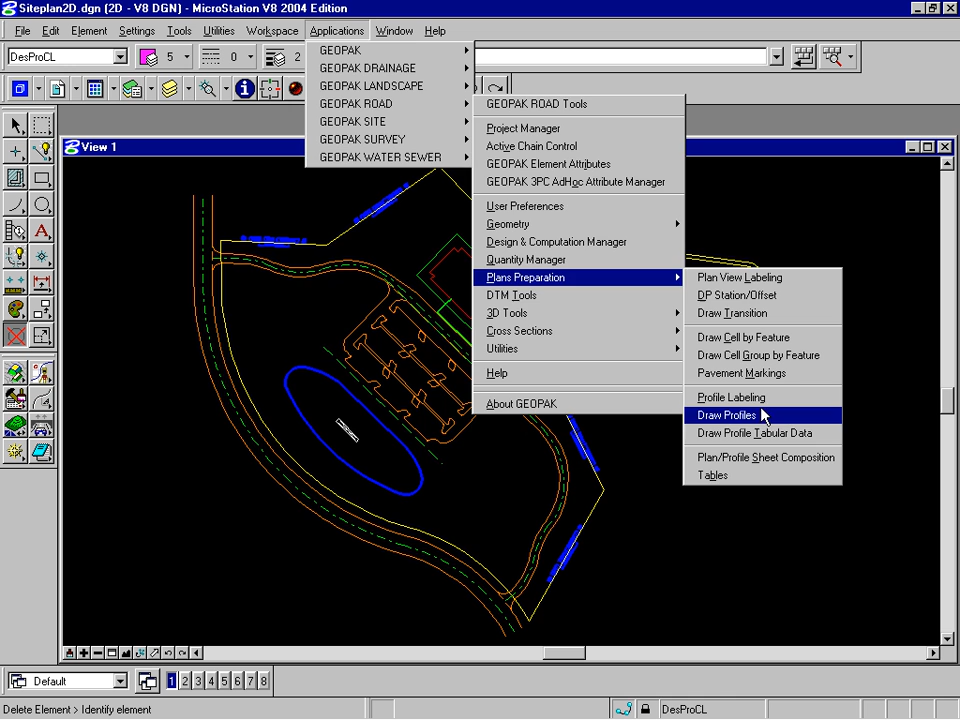 Siteplan2D.dgn (2D - V8 DGN) - MicroStation V8 2004 Edition
File Edit Element Settings Tools Utilities Workspace Applications Window Help
DesProCL 5 0 2
GEOPAK
GEOPAK DRAINAGE
GEOPAK LANDSCAPE
GEOPAK ROAD
GEOPAK SITE
GEOPAK SURVEY
GEOPAK WATER SEWER
GEOPAK ROAD Tools
Project Manager
Active Chain Control
GEOPAK Element Attributes
GEOPAK 3PC AdHoc Attribute Manager
User Preferences
Geometry
Design & Computation Manager
Quantity Manager
Plans Preparation
DTM Tools
3D Tools
Cross Sections
Utilities
Help
About GEOPAK
Plan View Labeling
DP Station/Offset
Draw Transition
Draw Cell by Feature
Draw Cell Group by Feature
Pavement Markings
Profile Labeling
Draw Profiles
Draw Profile Tabular Data
Plan/Profile Sheet Composition
Tables
View 1
Default 1 2 3 4 5 6 7 8
Delete Element > Identify element DesProCL